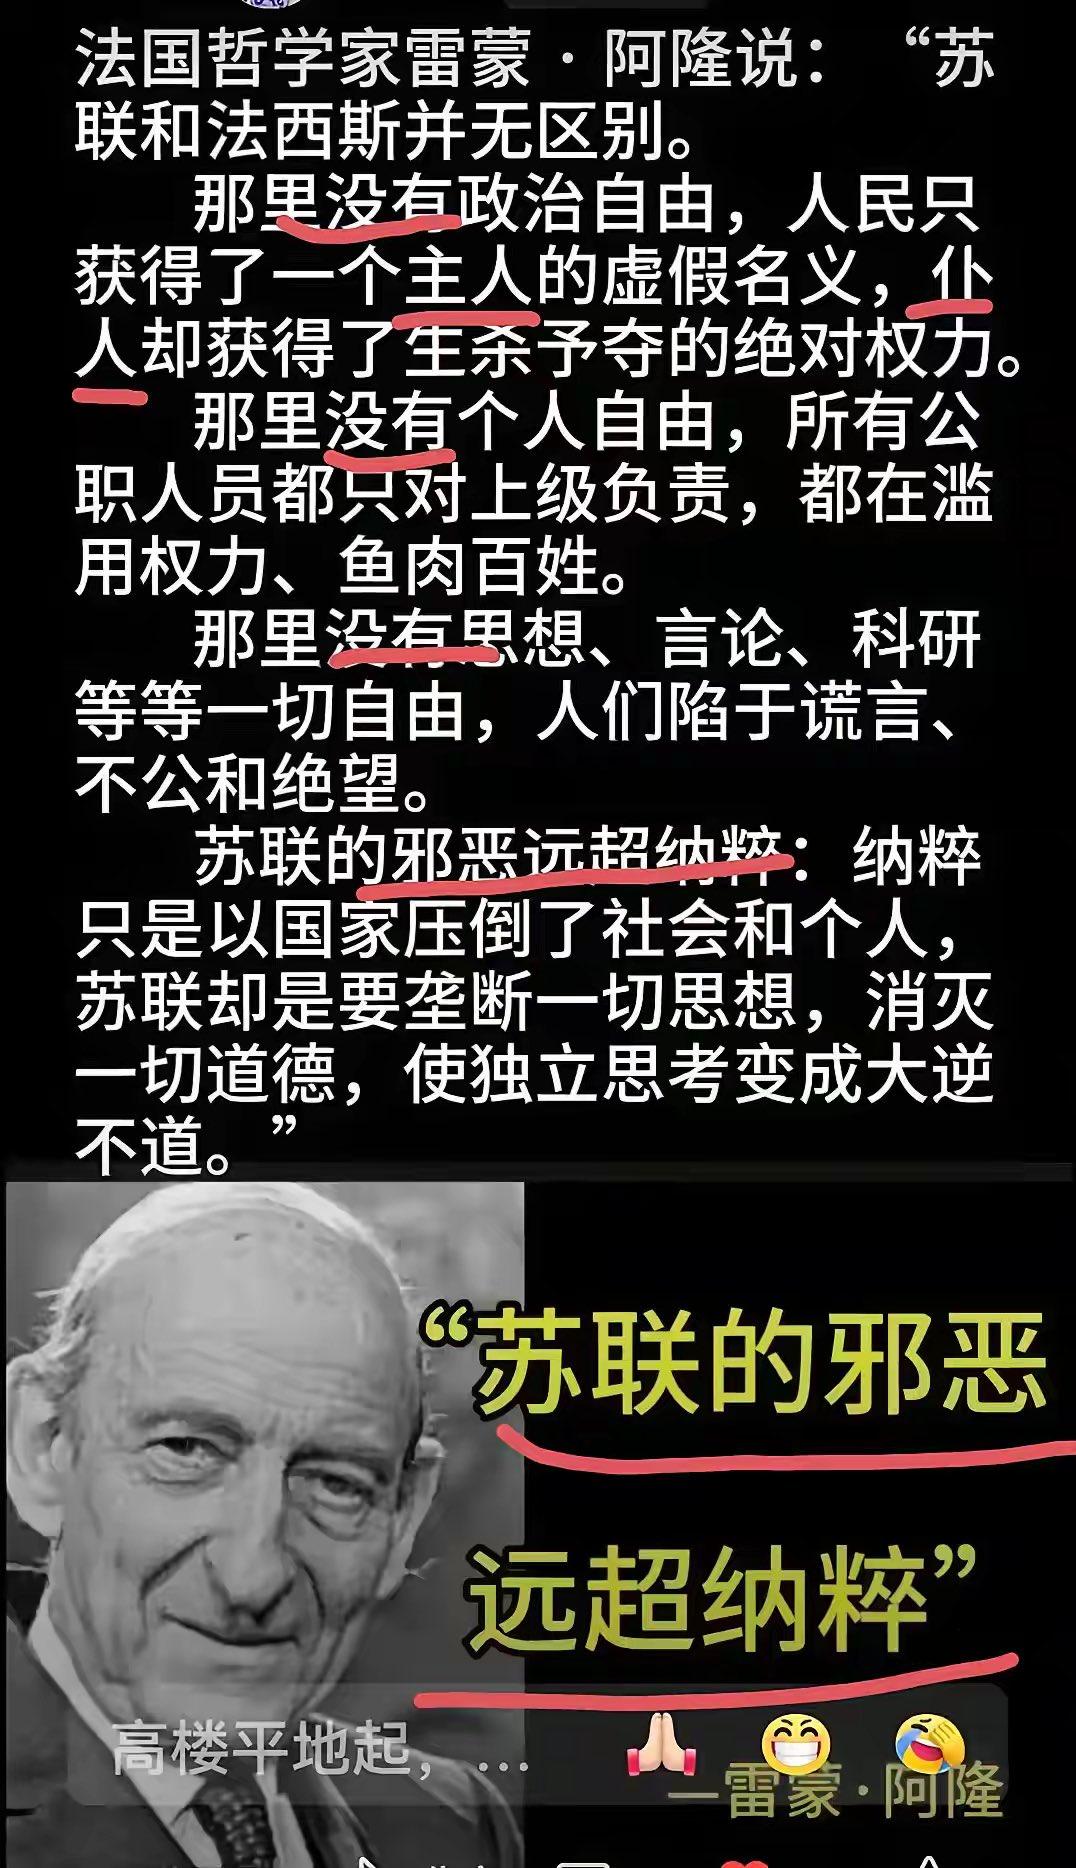 法国哲学家雷蒙·阿隆说：“苏
联和法西斯并无区别。
那里没有政治自由，人民只
获得了一个主人的虚假名义，仆
人却获得了生杀予夺的绝对权力。
那里没有个人自由，所有公
职人员都只对上级负责，都在滥
用权力、鱼肉百姓。
那里没有思想、言论、科研
等等一切自由，人们陷于谎言、
不公和绝望。
苏联的邪恶远超纳粹：纳粹
只是以国家压倒了社会和个人，
苏联却是要垄断一切思想，消灭
一切道德，使独立思考变成大逆
不道。”
“苏联的邪恶
远超纳粹”
高楼平地起，…
—雷蒙·阿隆